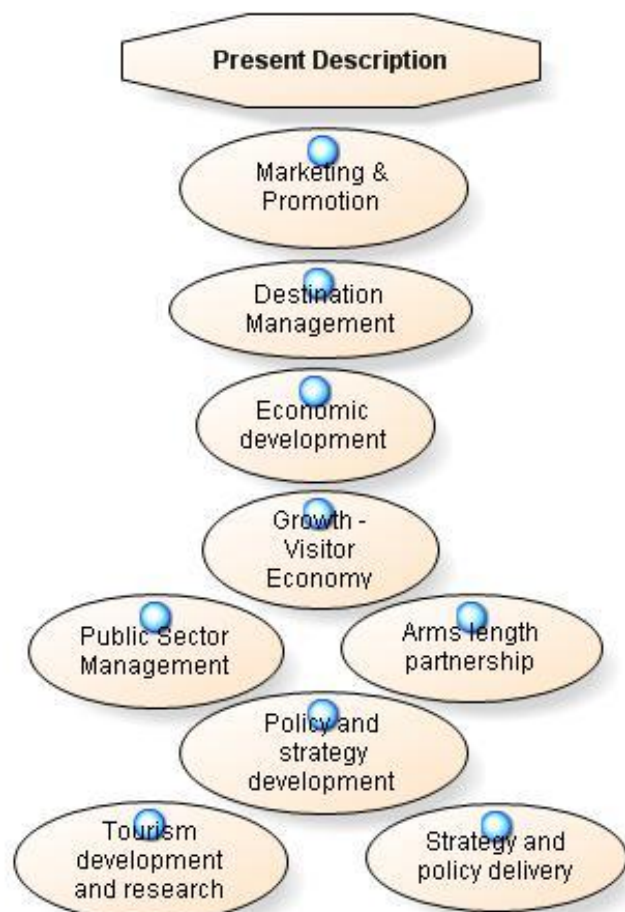 Present Description
Marketing &
Promotion
Destination
Management
Economic
development
Growth -
Visitor
Economy
Public Sector
Management
Arms length
partnership
Policy and
strategy
development
Tourism
development
and research
Strategy and
policy delivery